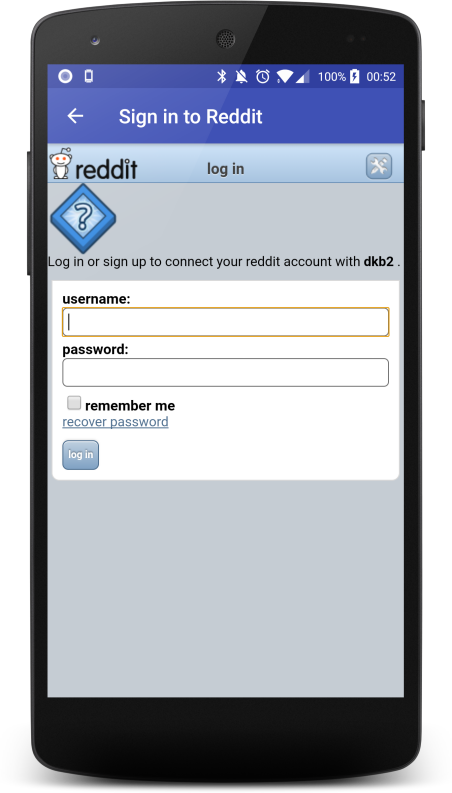 100% 00:52
Sign in to Reddit
reddit log in
?
Log in or sign up to connect your reddit account with dkb2 .
username:
password:
remember me
recover password
log in